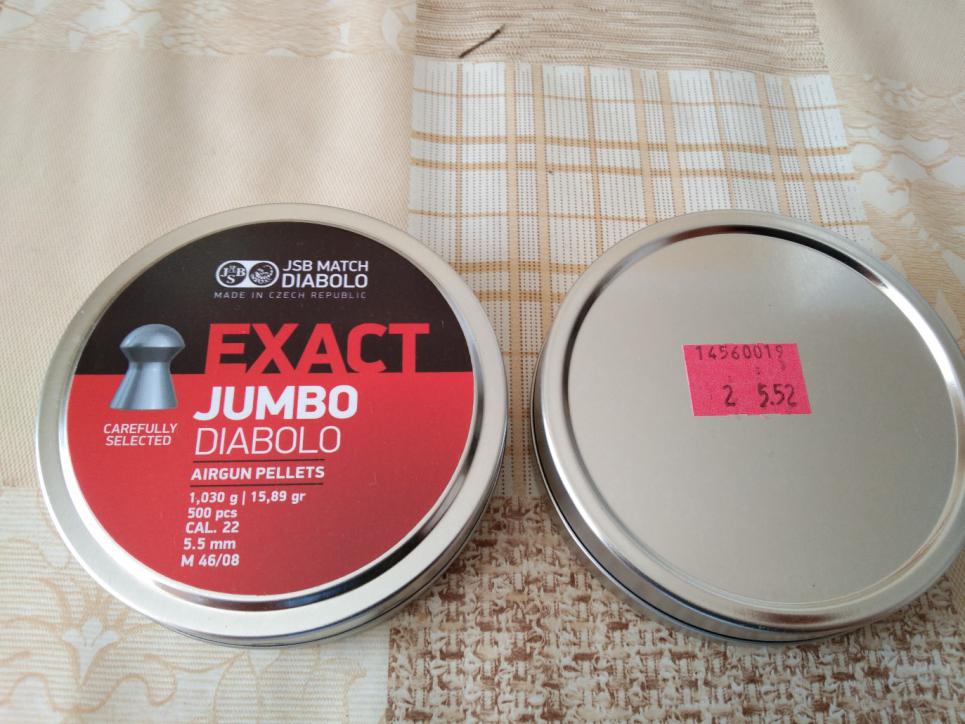 JSB
JSB MATCH
DIABOLO
MADE IN CZECH REPUBLIC
EXACT
JUMBO
DIABOLO
CAREFULLY
SELECTED
AIRGUN PELLETS
1,030 g | 15,89 gr
500 pcs
CAL. 22
5.5 mm
M 46/08
14560019
2 5.52